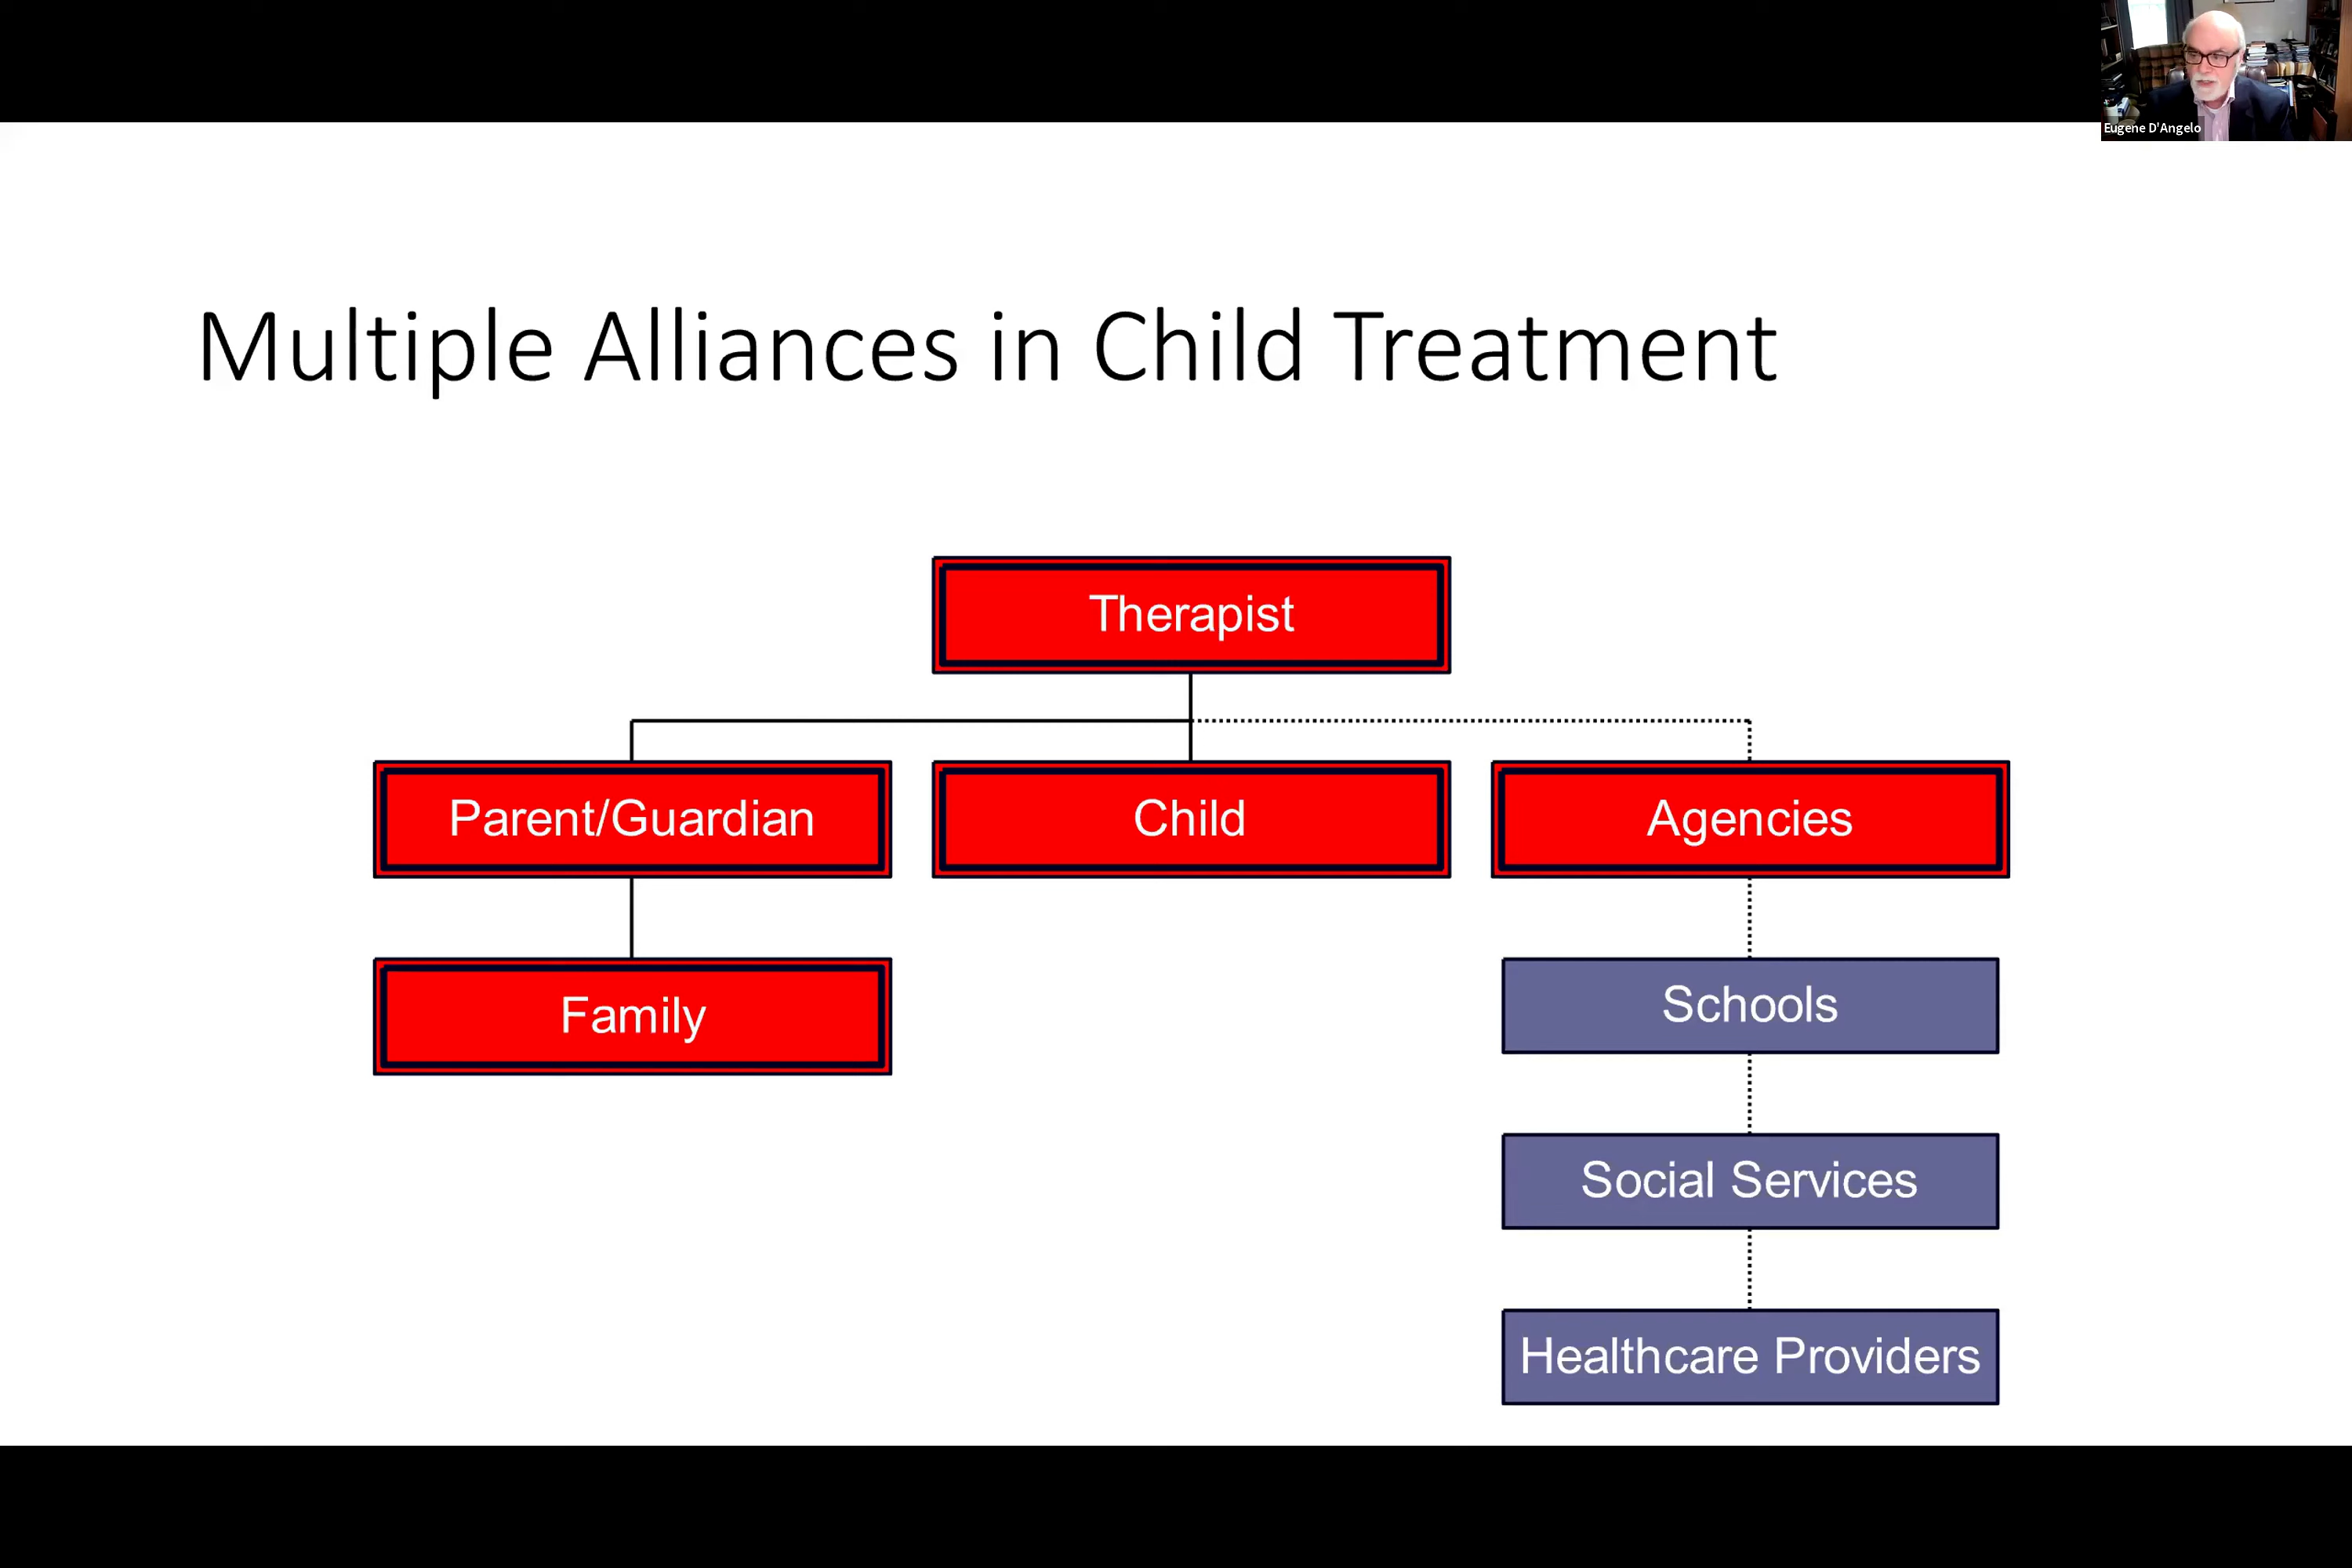 Eugene D'Angelo
Multiple Alliances in Child Treatment
Therapist
Parent/Guardian
Child
Agencies
Family
Schools
Social Services
Healthcare Providers